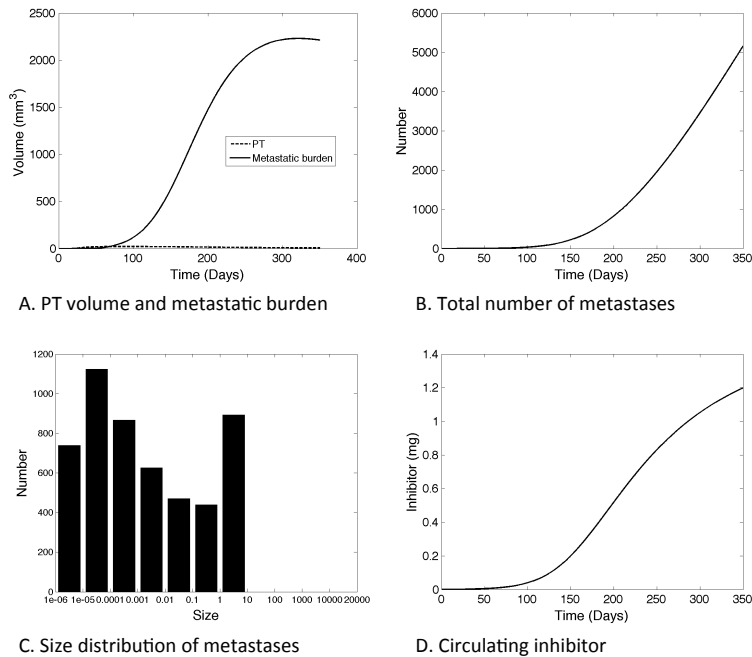 2500
2000
1500
1000
500
0
Volume (mm³)
PT
Metastatic burden
0 100 200 300 400
Time (Days)
A. PT volume and metastatic burden
6000
5000
4000
3000
2000
1000
0
Number
0 50 100 150 200 250 300 350
Time (Days)
B. Total number of metastases
1200
1000
800
600
400
200
0
Number
1e-06 1e-05 0.0001 0.001 0.01 0.1 1 10 100 1000 10000 20000
Size
C. Size distribution of metastases
1.4
1.2
1
0.8
0.6
0.4
0.2
0
Inhibitor (mg)
0 50 100 150 200 250 300 350
Time (Days)
D. Circulating inhibitor